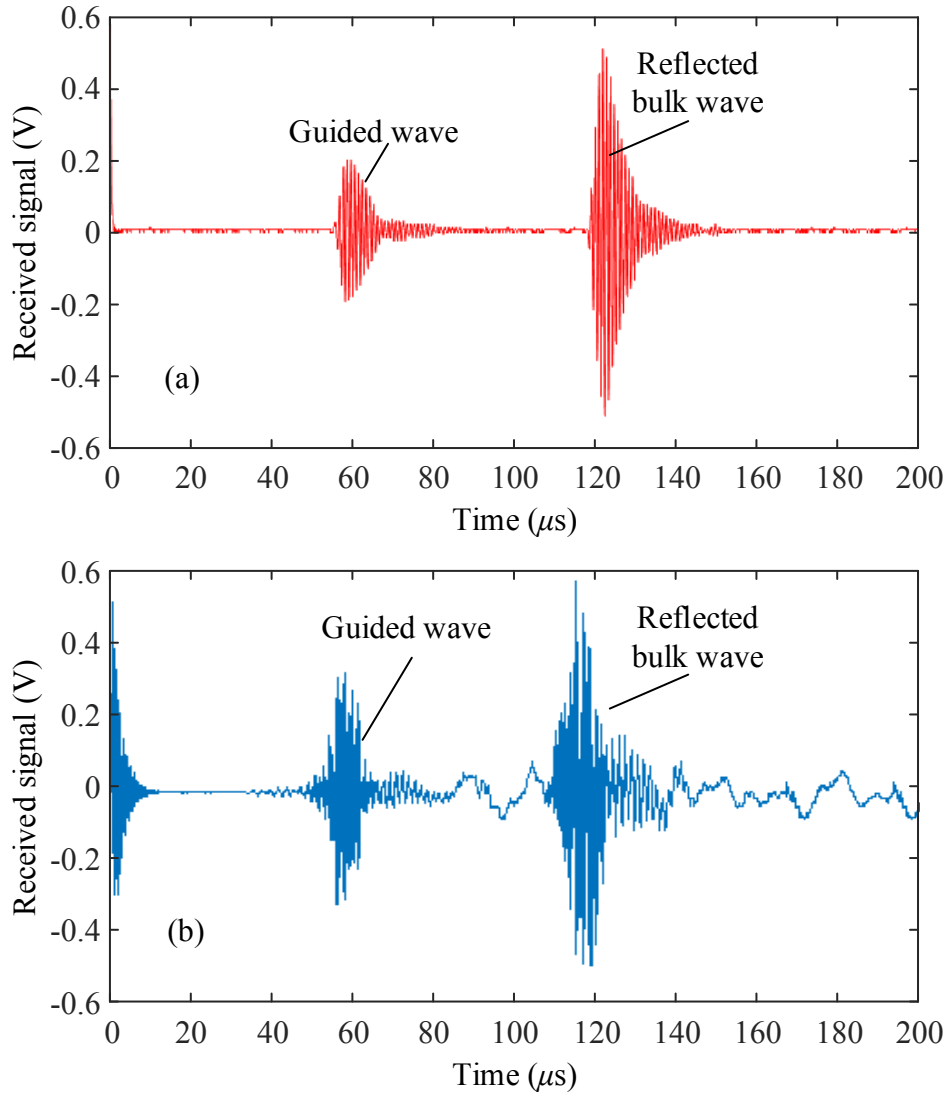 0.6
0.4
0.2
0
-0.2
-0.4
-0.6
Received signal (V)
Guided wave
Reflected
bulk wave
(a)
0 20 40 60 80 100 120 140 160 180 200
Time (μs)
0.6
0.4
0.2
0
-0.2
-0.4
-0.6
Received signal (V)
Guided wave
Reflected
bulk wave
(b)
0 20 40 60 80 100 120 140 160 180 200
Time (μs)